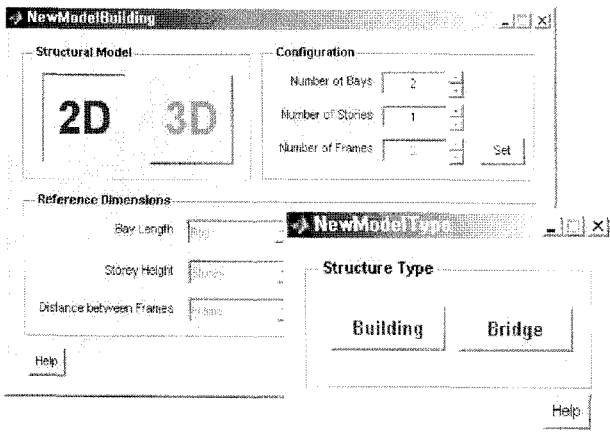 NewModelBuilding
Structural Model
2D 3D
Configuration
Number of Bays 2
Number of Stories 1
Number of Frames
Set
Reference Dimensions
Bay Length
Storey Height
Distance between Frames
Help
NewModelType
Structure Type
Building Bridge
Help